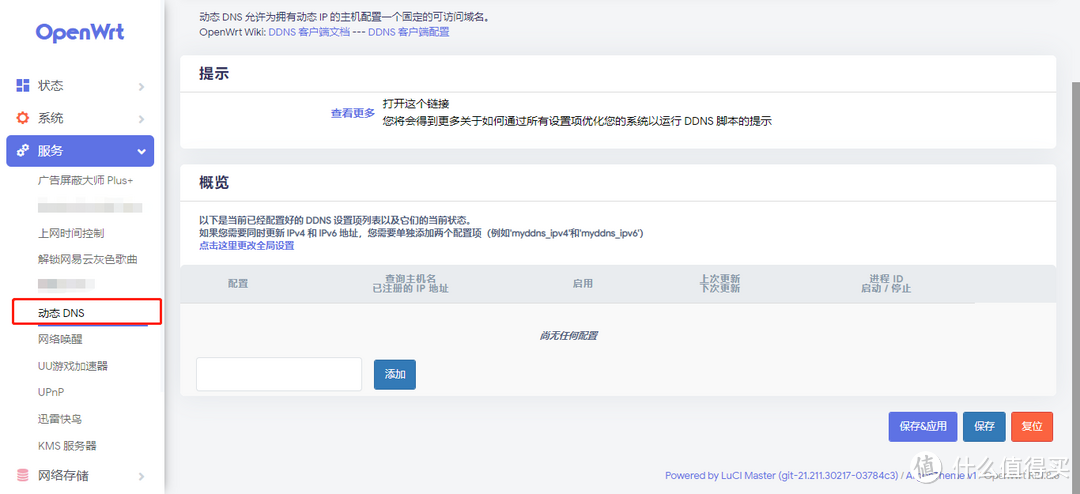 OpenWrt
状态
系统
服务
广告屏蔽大师 Plus+
上网时间控制
解锁网易云灰色歌曲
动态 DNS
网络唤醒
UU游戏加速器
UPnP
迅雷快鸟
KMS 服务器
网络存储
动态 DNS 允许为拥有动态 IP 的主机配置一个固定的可访问域名。
OpenWrt Wiki: DDNS 客户端文档 --- DDNS 客户端配置
提示
查看更多
打开这个链接
您将会得到更多关于如何通过所有设置项优化您的系统以运行 DDNS 脚本的提示
概览
以下是当前已经配置好的 DDNS 设置项列表以及它们的当前状态。
如果您需要同时更新 IPv4 和 IPv6 地址，您需要单独添加两个配置项（例如'myddns_ipv4'和'myddns_ipv6'）
点击这里更改全局设置
配置
查询主机名
已注册的 IP 地址
启用
上次更新
下次更新
进程 ID
启动 / 停止
尚无任何配置
添加
保存&应用
保存
复位
Powered by LuCI Master (git-21.211.30217-03784c3) /
值 什么值得买